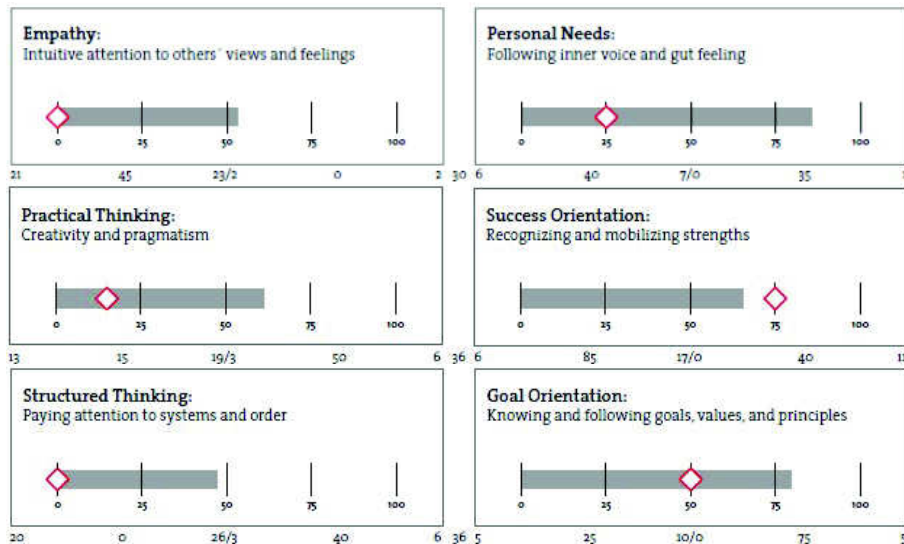 Empathy:
Intuitive attention to others´ views and feelings
0 25 50 75 100
21 45 23/2 0 2 30
Personal Needs:
Following inner voice and gut feeling
0 25 50 75 100
6 40 7/0 35
Practical Thinking:
Creativity and pragmatism
0 25 50 75 100
13 15 19/3 50 6 36
Success Orientation:
Recognizing and mobilizing strengths
0 25 50 75 100
6 85 17/0 40
Structured Thinking:
Paying attention to systems and order
0 25 50 75 100
20 0 26/3 40 6 36
Goal Orientation:
Knowing and following goals, values, and principles
0 25 50 75 100
5 25 10/0 75